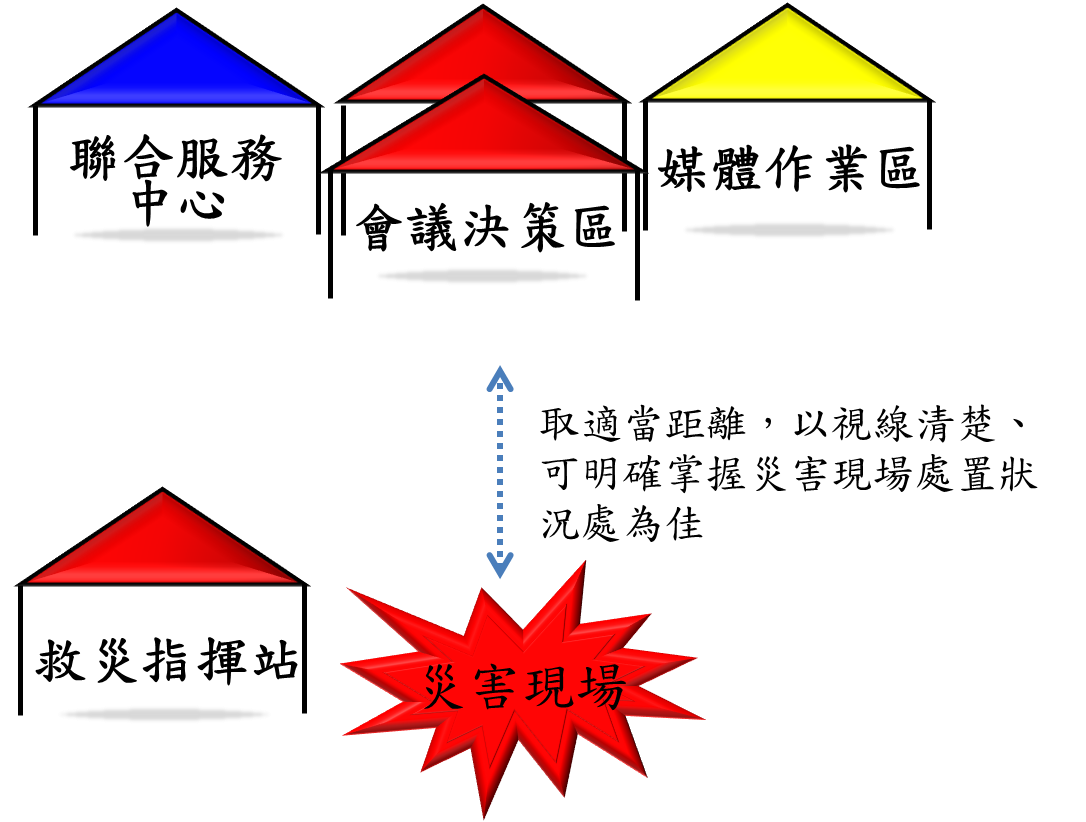 聯合服務
中心
會議決策區
媒體作業區
取適當距離，以視線清楚、
可明確掌握災害現場處置狀
況處為佳
救災指揮站
災害現場